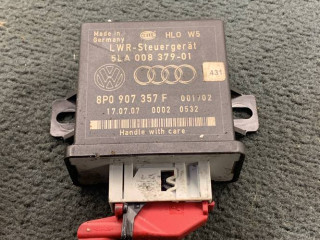 Made in Germany HLO W5
LWR-Steuergerät
5LA 008 379-01
431
8P0 907 357 F 001/02
17.07.07 0002 0532
Handle with care